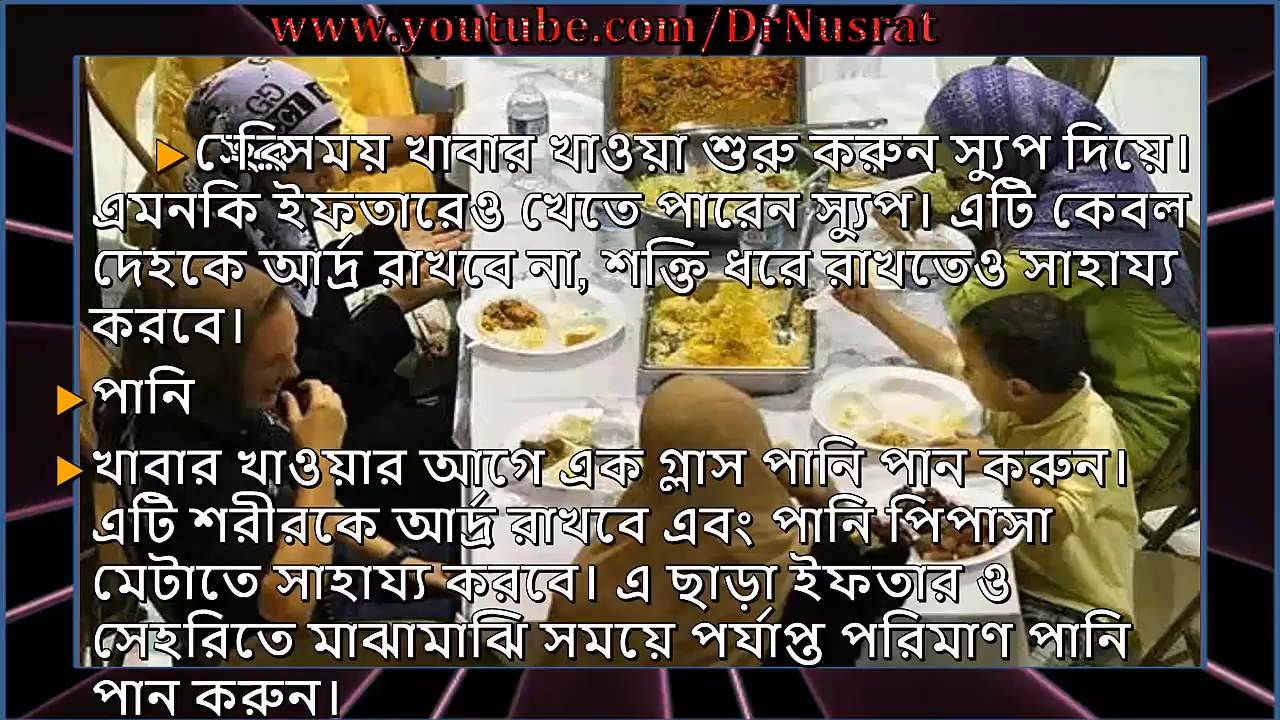 www.youtube.com/DrNusrat
সময় খাবার খাওয়া শুরু করুন স্যুপ দিয়ে।
এমনকি ইফতারেও খেতে পারেন স্যুপ। এটি কেবল
দেহকে আর্দ্র রাখবে না, শক্তি ধরে রাখতেও সাহায্য
করবে।
পানি
খাবার খাওয়ার আগে এক গ্লাস পানি পান করুন।
এটি শরীরকে আর্দ্র রাখবে এবং পানি পিপাসা
মেটাতে সাহায্য করবে। এ ছাড়া ইফতার ও
সেহরিতে মাঝামাঝি সময়ে পর্যাপ্ত পরিমাণ পানি
পান করুন।